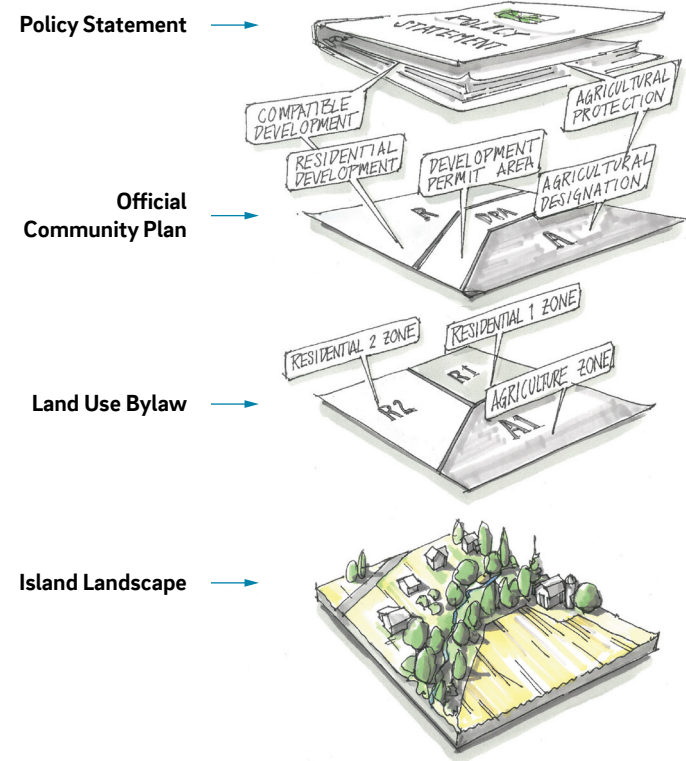 Policy Statement
POLICY
STATEMENT
COMPATIBLE
DEVELOPMENT
AGRICULTURAL
PROTECTION
RESIDENTIAL
DEVELOPMENT
DEVELOPMENT
PERMIT AREA
AGRICULTURAL
DESIGNATION
Official
Community Plan
R
DPA
A
RESIDENTIAL 2 ZONE
RESIDENTIAL 1 ZONE
AGRICULTURE ZONE
Land Use Bylaw
R1
R2
A1
Island Landscape